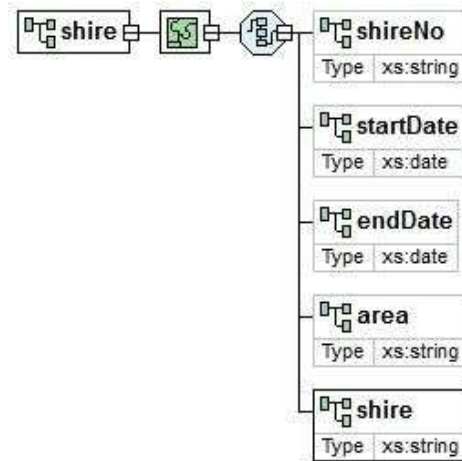 shire
shireNo
Type xs:string
startDate
Type xs:date
endDate
Type xs:date
area
Type xs:string
shire
Type xs:string